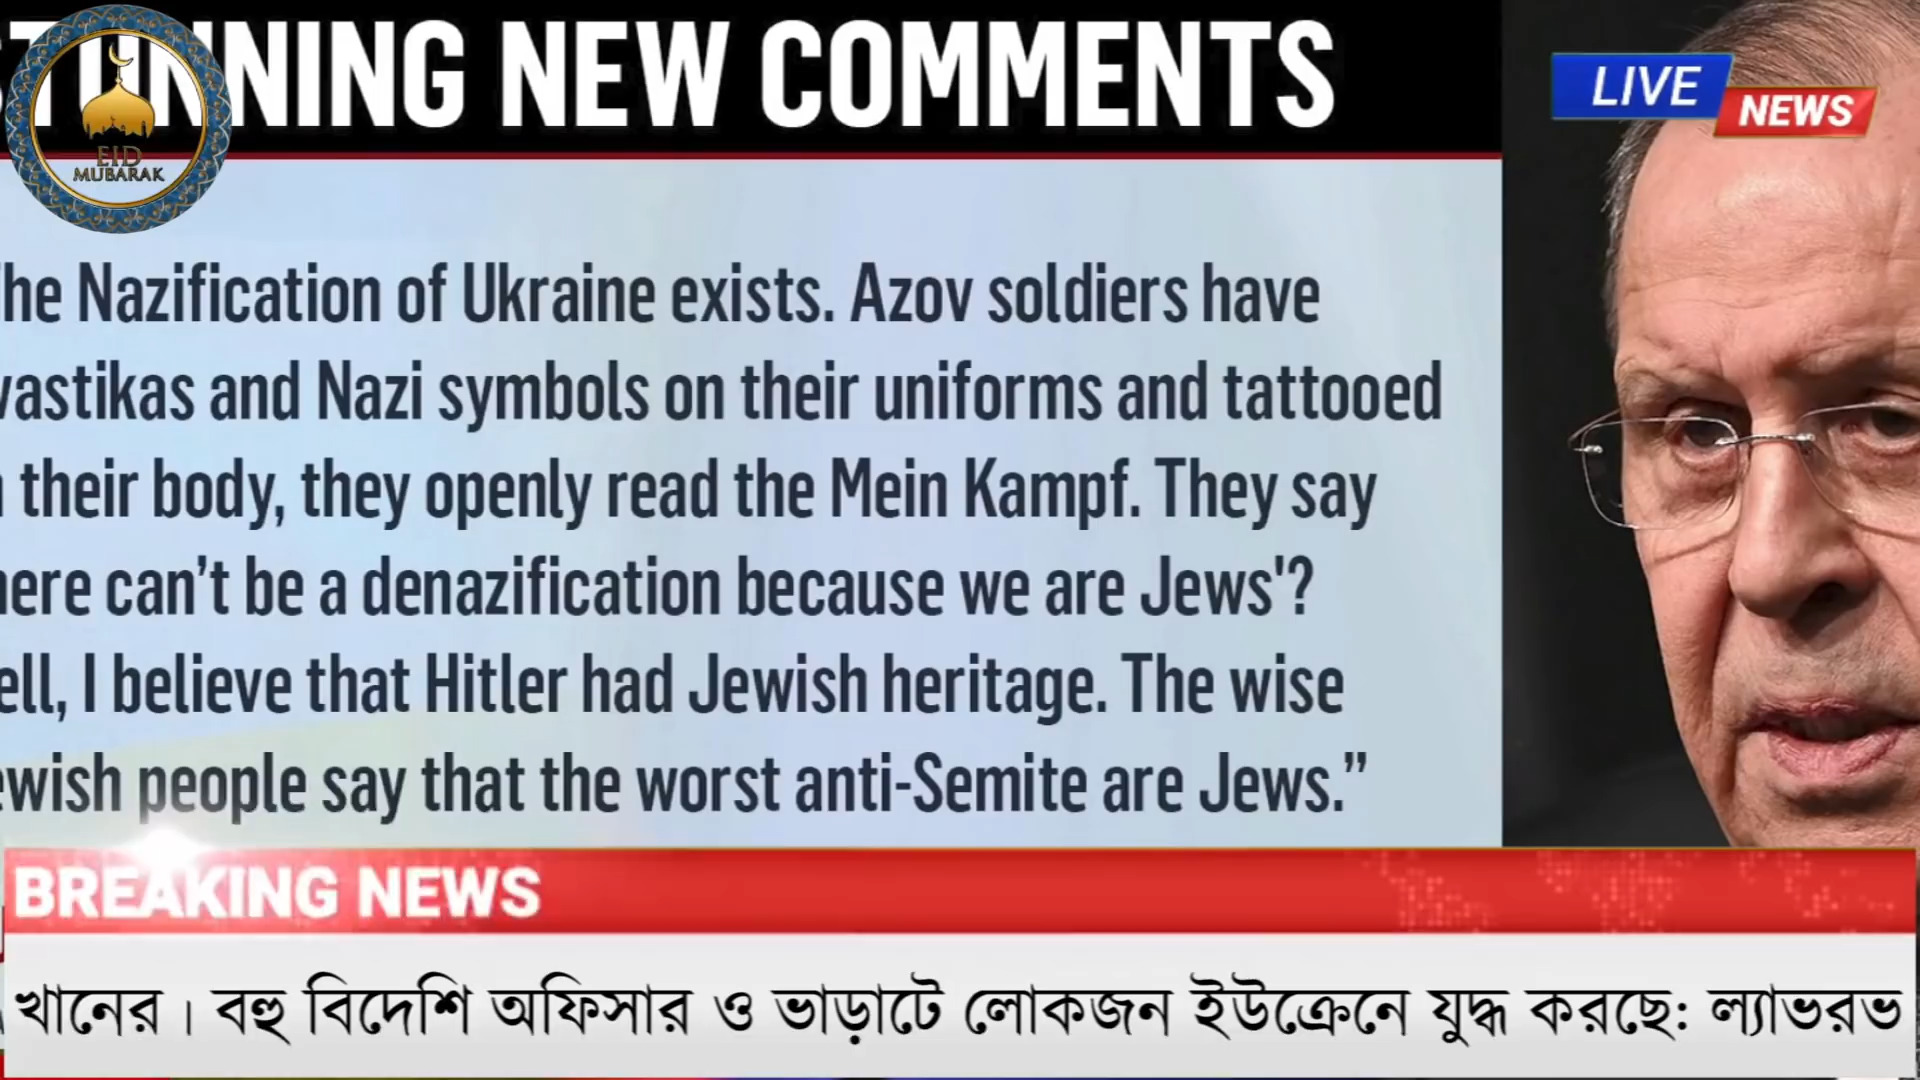 STUNNING NEW COMMENTS
EID
MUBARAK
LIVE
NEWS
he Nazification of Ukraine exists. Azov soldiers have
vastikas and Nazi symbols on their uniforms and tattooed
their body, they openly read the Mein Kampf. They say
here can't be a denazification because we are Jews'?
ell, I believe that Hitler had Jewish heritage. The wise
ewish people say that the worst anti-Semite are Jews.”
BREAKING NEWS
খানের। বহু বিদেশি অফিসার ও ভাড়াটে লোকজন ইউক্রেনে যুদ্ধ করছে: ল্যাভরভ